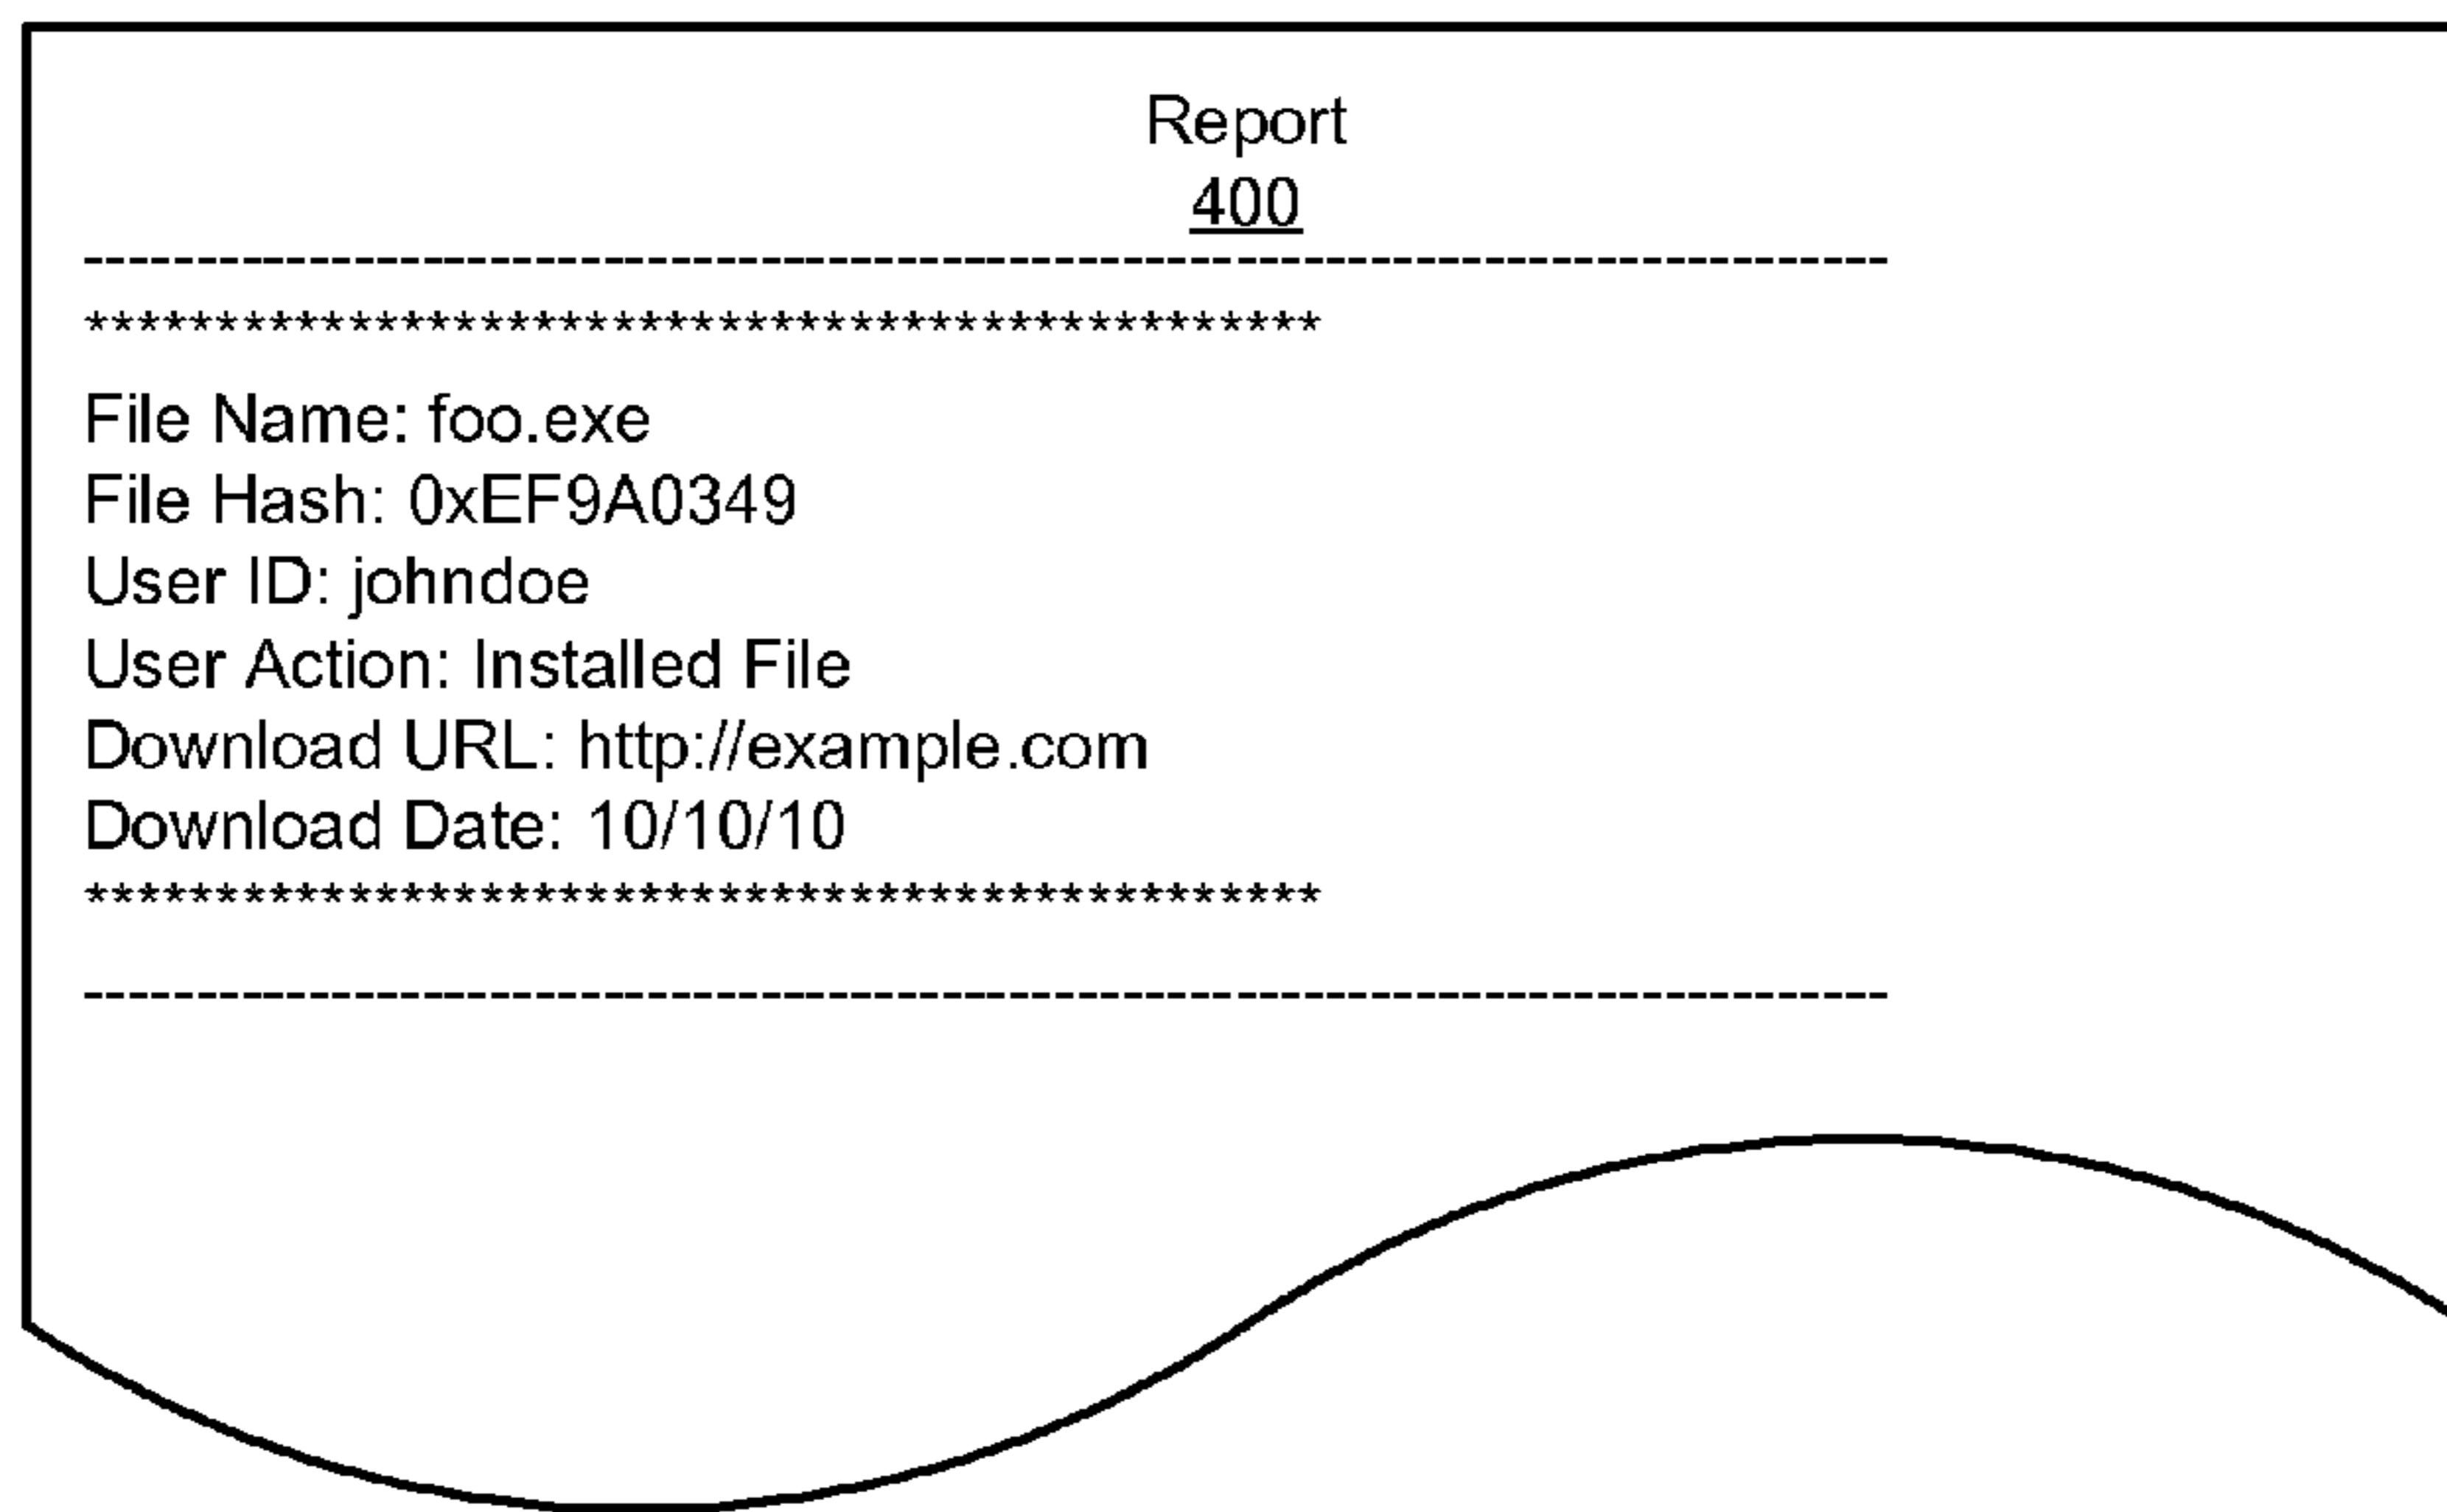 Report
400
--------------------------------------------------------------------------------
***********************************************
File Name: foo.exe
File Hash: 0xEF9A0349
User ID: johndoe
User Action: Installed File
Download URL: http://example.com
Download Date: 10/10/10
***********************************************
--------------------------------------------------------------------------------